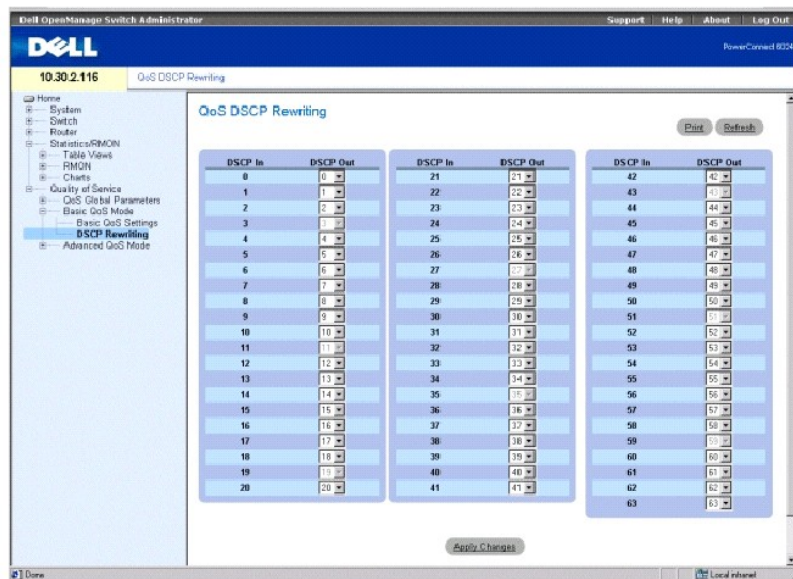 Dell OpenManage Switch Administrator
Support Help About Log Out
DELL
PowerConnect 6024
10.30.2.116
QoS DSCP Rewriting
Home
System
Switch
Router
Statistics/RMON
Table Views
RMON
Charts
Quality of Service
QoS Global Parameters
Basic QoS Mode
Basic QoS Settings
DSCP Rewriting
Advanced QoS Mode
QoS DSCP Rewriting
Print Refresh
DSCP In DSCP Out
0 0
1 1
2 2
3 3
4 4
5 5
6 6
7 7
8 8
9 9
10 10
11 11
12 12
13 13
14 14
15 15
16 16
17 17
18 18
19 19
20 20
DSCP In DSCP Out
21 21
22 22
23 23
24 24
25 25
26 26
27 27
28 28
29 29
30 30
31 31
32 32
33 33
34 34
35 35
36 36
37 37
38 38
39 39
40 40
41 41
DSCP In DSCP Out
42 42
43 43
44 44
45 45
46 46
47 47
48 48
49 49
50 50
51 51
52 52
53 53
54 54
55 55
56 56
57 57
58 58
59 59
60 60
61 61
62 62
63 63
Apply Changes
Done
Local intranet